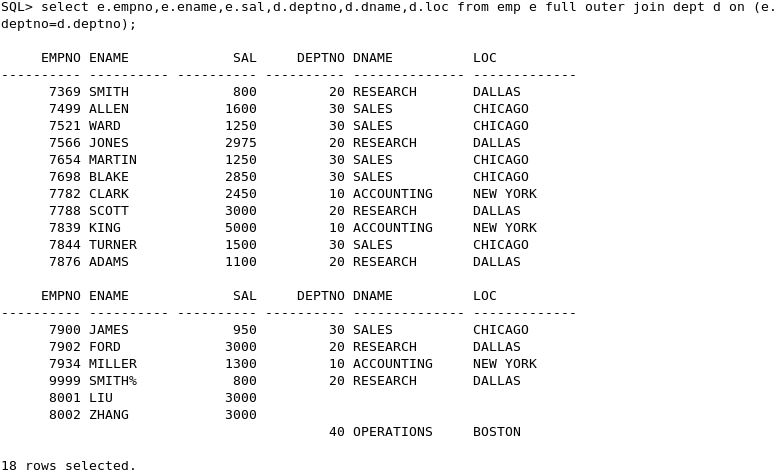 SQL> select e.empno,e.ename,e.sal,d.deptno,d.dname,d.loc from emp e full outer join dept d on (e.
deptno=d.deptno);
     EMPNO ENAME             SAL     DEPTNO DNAME          LOC
---------- ---------- ---------- ---------- -------------- -------------
      7369 SMITH             800         20 RESEARCH       DALLAS
      7499 ALLEN            1600         30 SALES          CHICAGO
      7521 WARD             1250         30 SALES          CHICAGO
      7566 JONES            2975         20 RESEARCH       DALLAS
      7654 MARTIN           1250         30 SALES          CHICAGO
      7698 BLAKE            2850         30 SALES          CHICAGO
      7782 CLARK            2450         10 ACCOUNTING     NEW YORK
      7788 SCOTT            3000         20 RESEARCH       DALLAS
      7839 KING             5000         10 ACCOUNTING     NEW YORK
      7844 TURNER           1500         30 SALES          CHICAGO
      7876 ADAMS            1100         20 RESEARCH       DALLAS
     EMPNO ENAME             SAL     DEPTNO DNAME          LOC
---------- ---------- ---------- ---------- -------------- -------------
      7900 JAMES             950         30 SALES          CHICAGO
      7902 FORD             3000         20 RESEARCH       DALLAS
      7934 MILLER           1300         10 ACCOUNTING     NEW YORK
      9999 SMITH%            800         20 RESEARCH       DALLAS
      8001 LIU              3000
      8002 ZHANG            3000
                                         40 OPERATIONS     BOSTON
18 rows selected.